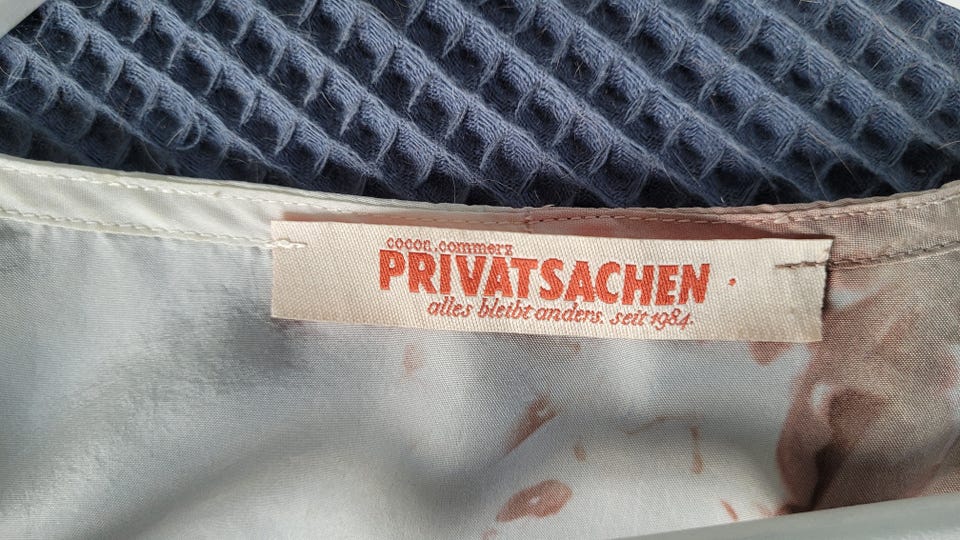 cocon.commerz
PRIVATSACHEN
alles bleibt anders. seit 1984.